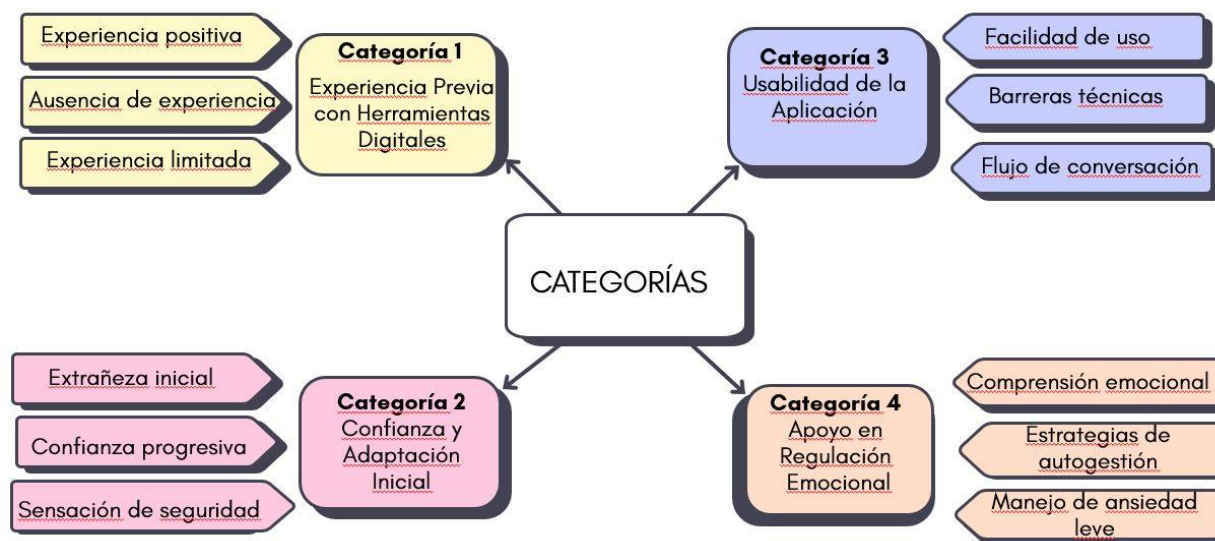 Experiencia positiva
Ausencia de experiencia
Experiencia limitada
Categoría 1
Experiencia Previa
con Herramientas
Digitales
Categoría 3
Usabilidad de la
Aplicación
Facilidad de uso
Barreras técnicas
Flujo de conversación
CATEGORÍAS
Extrañeza inicial
Confianza progresiva
Sensación de seguridad
Categoría 2
Confianza y
Adaptación
Inicial
Categoría 4
Apoyo en
Regulación
Emocional
Comprensión emocional
Estrategias de
autogestión
Manejo de ansiedad
leve